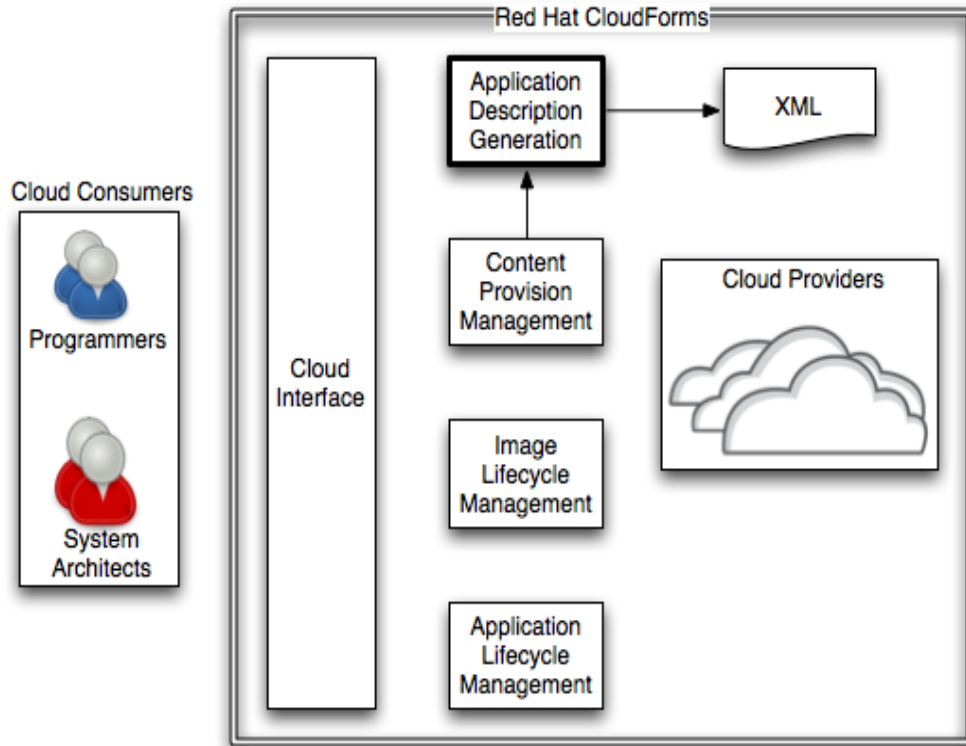 Red Hat CloudForms
Cloud Consumers
Programmers
System
Architects
Cloud
Interface
Application
Description
Generation
XML
Content
Provision
Management
Cloud Providers
Image
Lifecycle
Management
Application
Lifecycle
Management